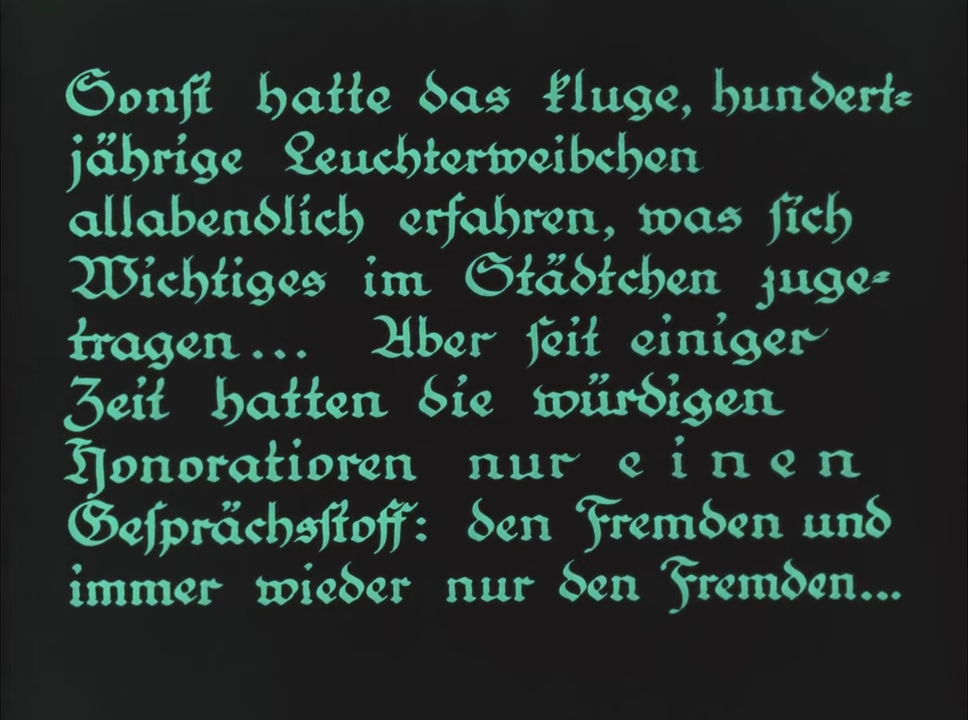 Sonſt hatte das kluge, hundert⸗
jährige Leuchterweibchen
allabendlich erfahren, was ſich
Wichtiges im Städtchen zuge⸗
tragen... Aber ſeit einiger
Zeit hatten die würdigen
Honoratioren nur e i n e n
Geſprächsſtoff: den Fremden und
immer wieder nur den Fremden...